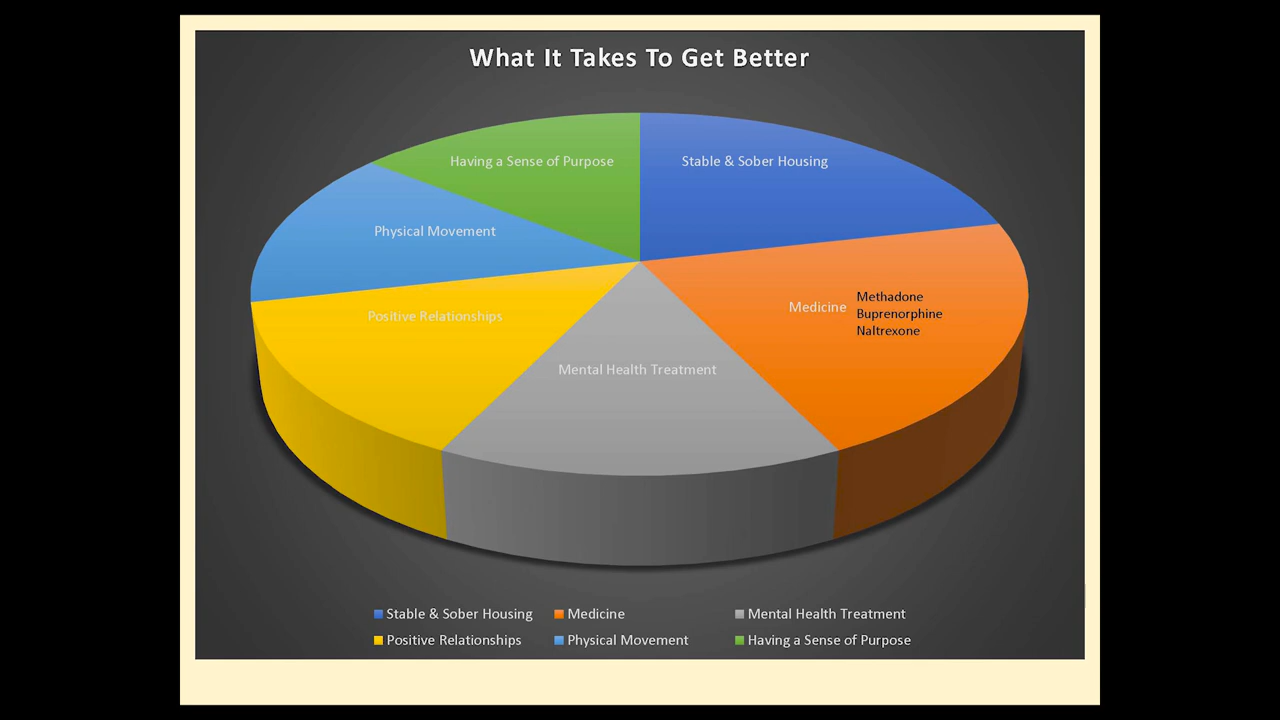 What It Takes To Get Better
Having a Sense of Purpose
Stable & Sober Housing
Physical Movement
Medicine
Methadone
Buprenorphine
Naltrexone
Positive Relationships
Mental Health Treatment
Stable & Sober Housing
Medicine
Mental Health Treatment
Positive Relationships
Physical Movement
Having a Sense of Purpose